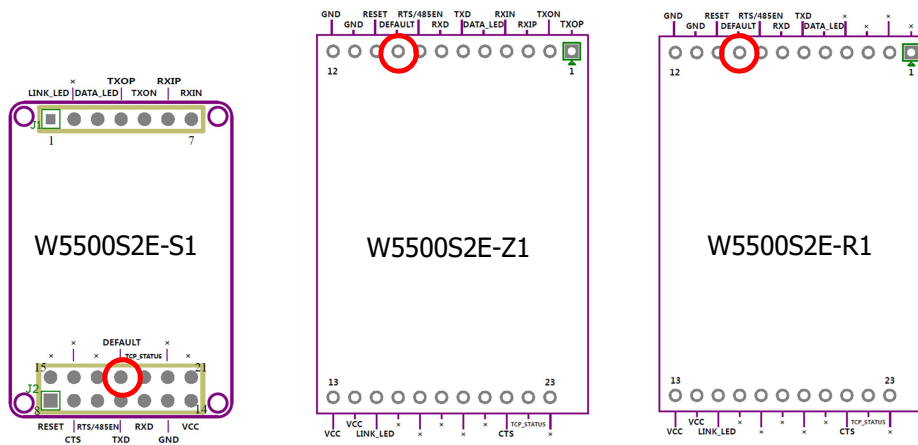 LINK_LED × DATA_LED TXOP TXON RXIP RXIN
J1
1 7
W5500S2E-S1
× × × DEFAULT TCP_STATUS × ×
15 21
J2
8 14
RESET CTS RTS/485EN TXD RXD GND VCC
GND GND RESET DEFAULT RTS/485EN RXD TXD DATA_LED RXIN RXIP TXON TXOP
12 1
W5500S2E-Z1
13 23
VCC VCC LINK_LED × × × × × CTS TCP_STATUS ×
GND GND RESET DEFAULT RTS/485EN RXD TXD DATA_LED × × × ×
12 1
W5500S2E-R1
13 23
VCC VCC LINK_LED × × × × × CTS TCP_STATUS ×